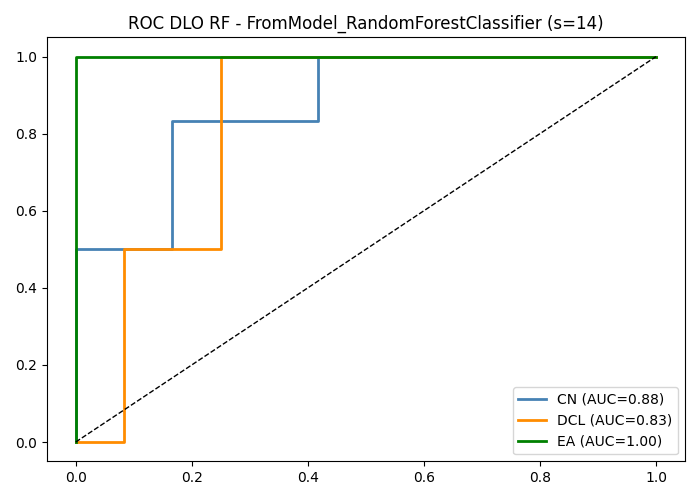 ROC DLO RF - FromModel_RandomForestClassifier (s=14)
1.0
0.8
0.6
0.4
0.2
0.0
CN (AUC=0.88)
DCL (AUC=0.83)
EA (AUC=1.00)
0.0 0.2 0.4 0.6 0.8 1.0